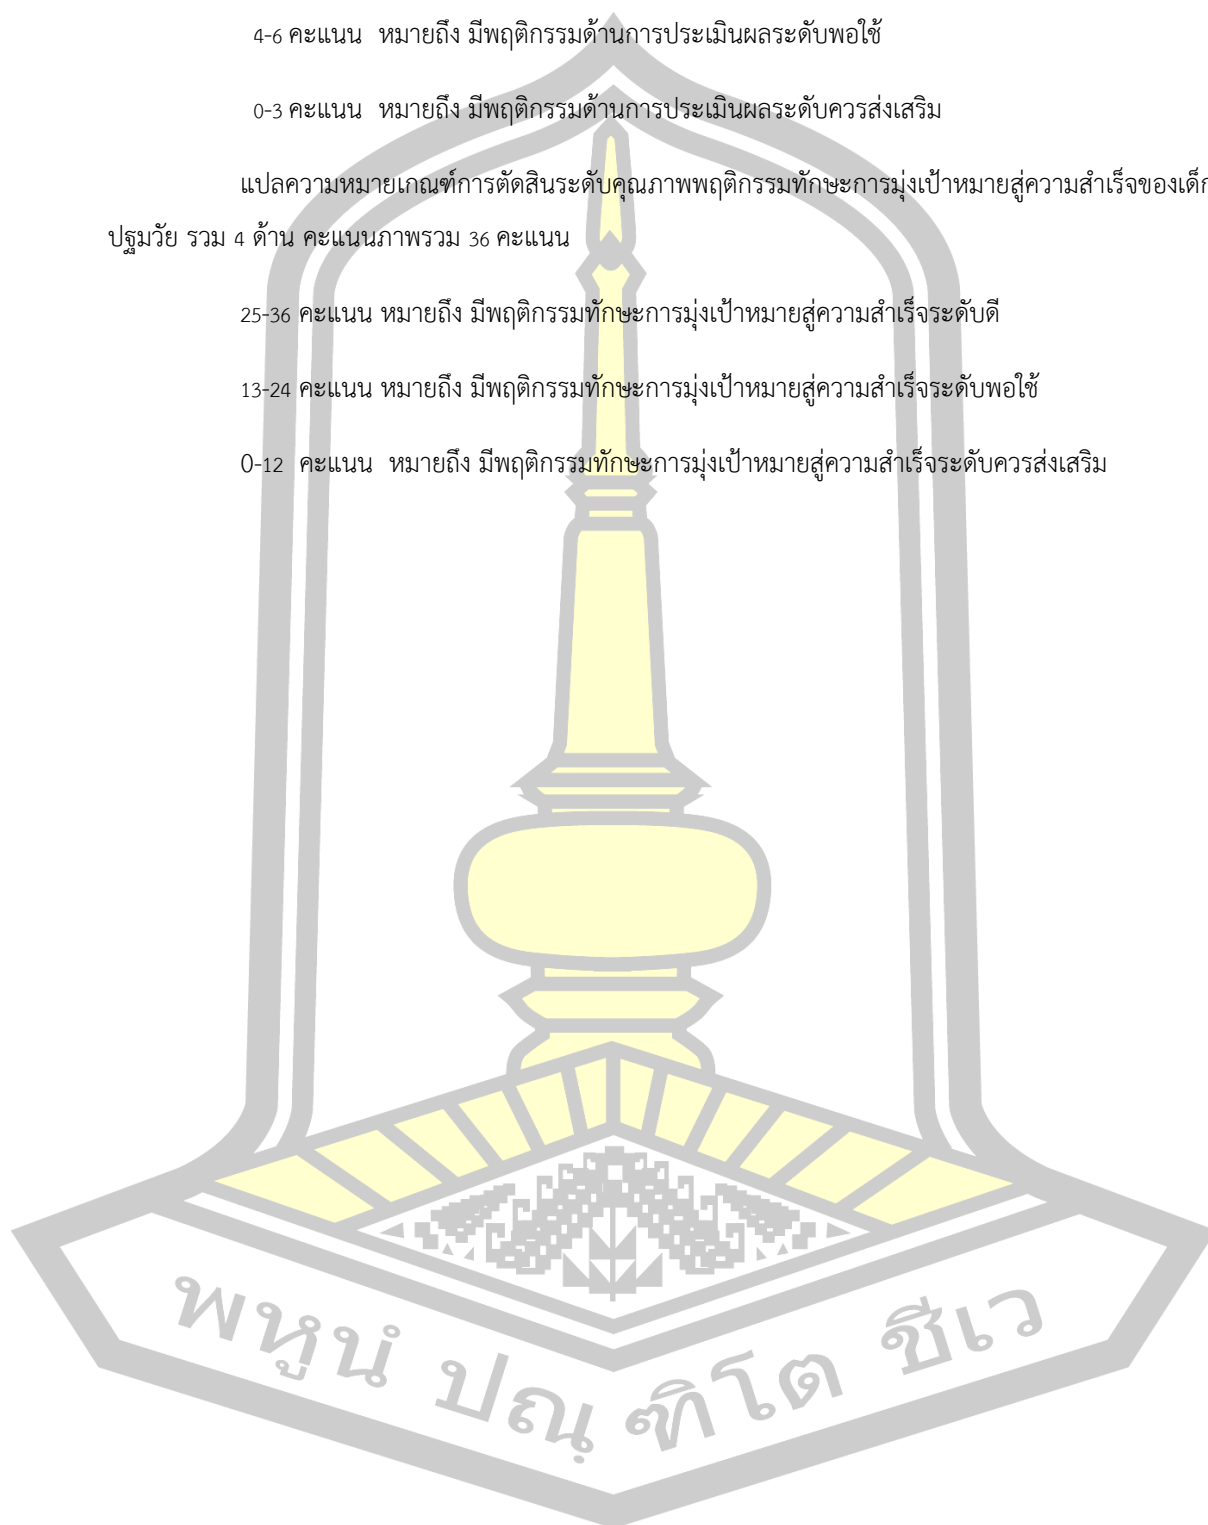 4-6 คะแนน หมายถึง มีพฤติกรรมด้านการประเมินผลระดับพอใช้
0-3 คะแนน หมายถึง มีพฤติกรรมด้านการประเมินผลระดับควรส่งเสริม
แปลความหมายเกณฑ์การตัดสินระดับคุณภาพพฤติกรรมทักษะการมุ่งเป้าหมายสู่ความสำเร็จของเด็ก
ปฐมวัย รวม 4 ด้าน คะแนนภาพรวม 36 คะแนน
25-36 คะแนน หมายถึง มีพฤติกรรมทักษะการมุ่งเป้าหมายสู่ความสำเร็จระดับดี
13-24 คะแนน หมายถึง มีพฤติกรรมทักษะการมุ่งเป้าหมายสู่ความสำเร็จระดับพอใช้
0-12 คะแนน หมายถึง มีพฤติกรรมทักษะการมุ่งเป้าหมายสู่ความสำเร็จระดับควรส่งเสริม
พหูนํ ปณฺฑิโต ชีเว